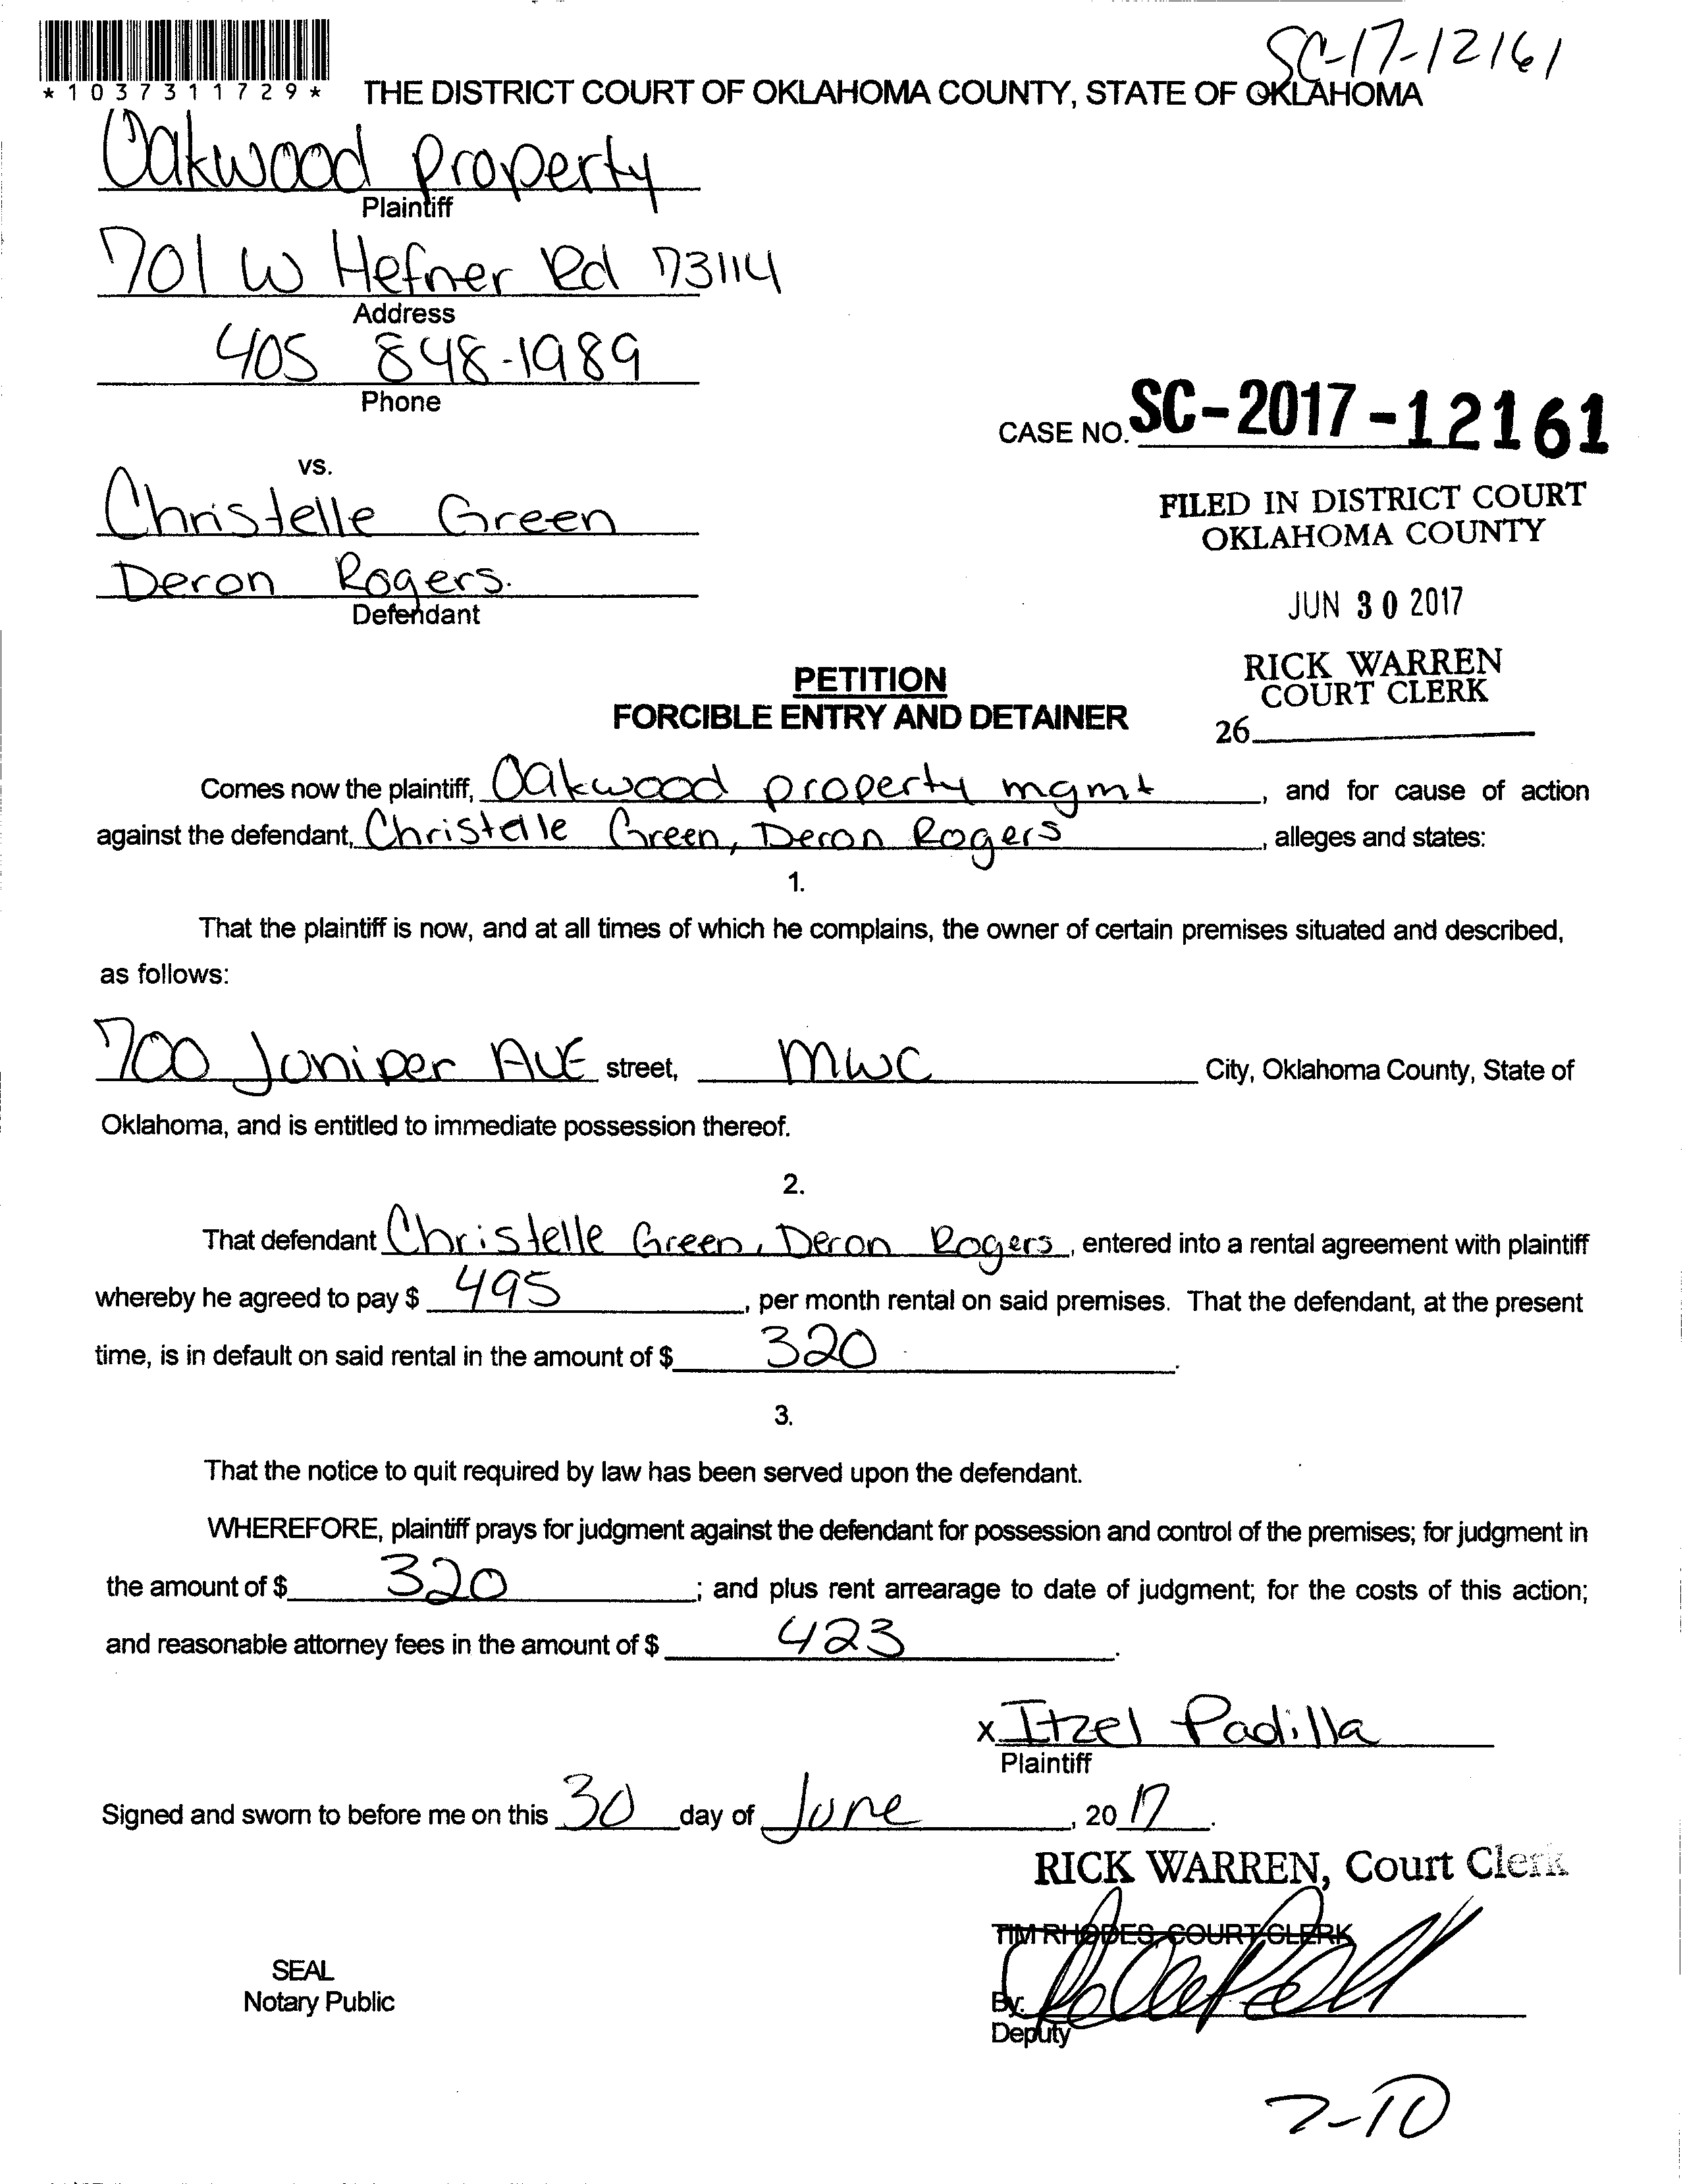 SC-17-12161
*1037311729*
THE DISTRICT COURT OF OKLAHOMA COUNTY, STATE OF OKLAHOMA
Oakwood property
Plaintiff
701 W Hefner Rd 73114
Address
405 848-1989
Phone
CASE NO. SC-2017-12161
vs.
FILED IN DISTRICT COURT
OKLAHOMA COUNTY
Christelle Green
Deron Rogers.
Defendant
JUN 30 2017
RICK WARREN
COURT CLERK
26
PETITION
FORCIBLE ENTRY AND DETAINER
Comes now the plaintiff, Oakwood property mgmt, and for cause of action
against the defendant, Christelle Green, Deron Rogers, alleges and states:
1.
That the plaintiff is now, and at all times of which he complains, the owner of certain premises situated and described,
as follows:
700 Juniper AVE street, MWC City, Oklahoma County, State of
Oklahoma, and is entitled to immediate possession thereof.
2.
That defendant Christelle Green, Deron Rogers, entered into a rental agreement with plaintiff
whereby he agreed to pay $ 495, per month rental on said premises. That the defendant, at the present
time, is in default on said rental in the amount of $ 320.
3.
That the notice to quit required by law has been served upon the defendant.
WHEREFORE, plaintiff prays for judgment against the defendant for possession and control of the premises; for judgment in
the amount of $ 320; and plus rent arrearage to date of judgment; for the costs of this action;
and reasonable attorney fees in the amount of $ 423.
x Itzel Padilla
Plaintiff
Signed and sworn to before me on this 30 day of June, 20 17.
RICK WARREN, Court Clerk
TIM RHODES, COURT CLERK
SEAL
Notary Public
By:
Deputy
7-10